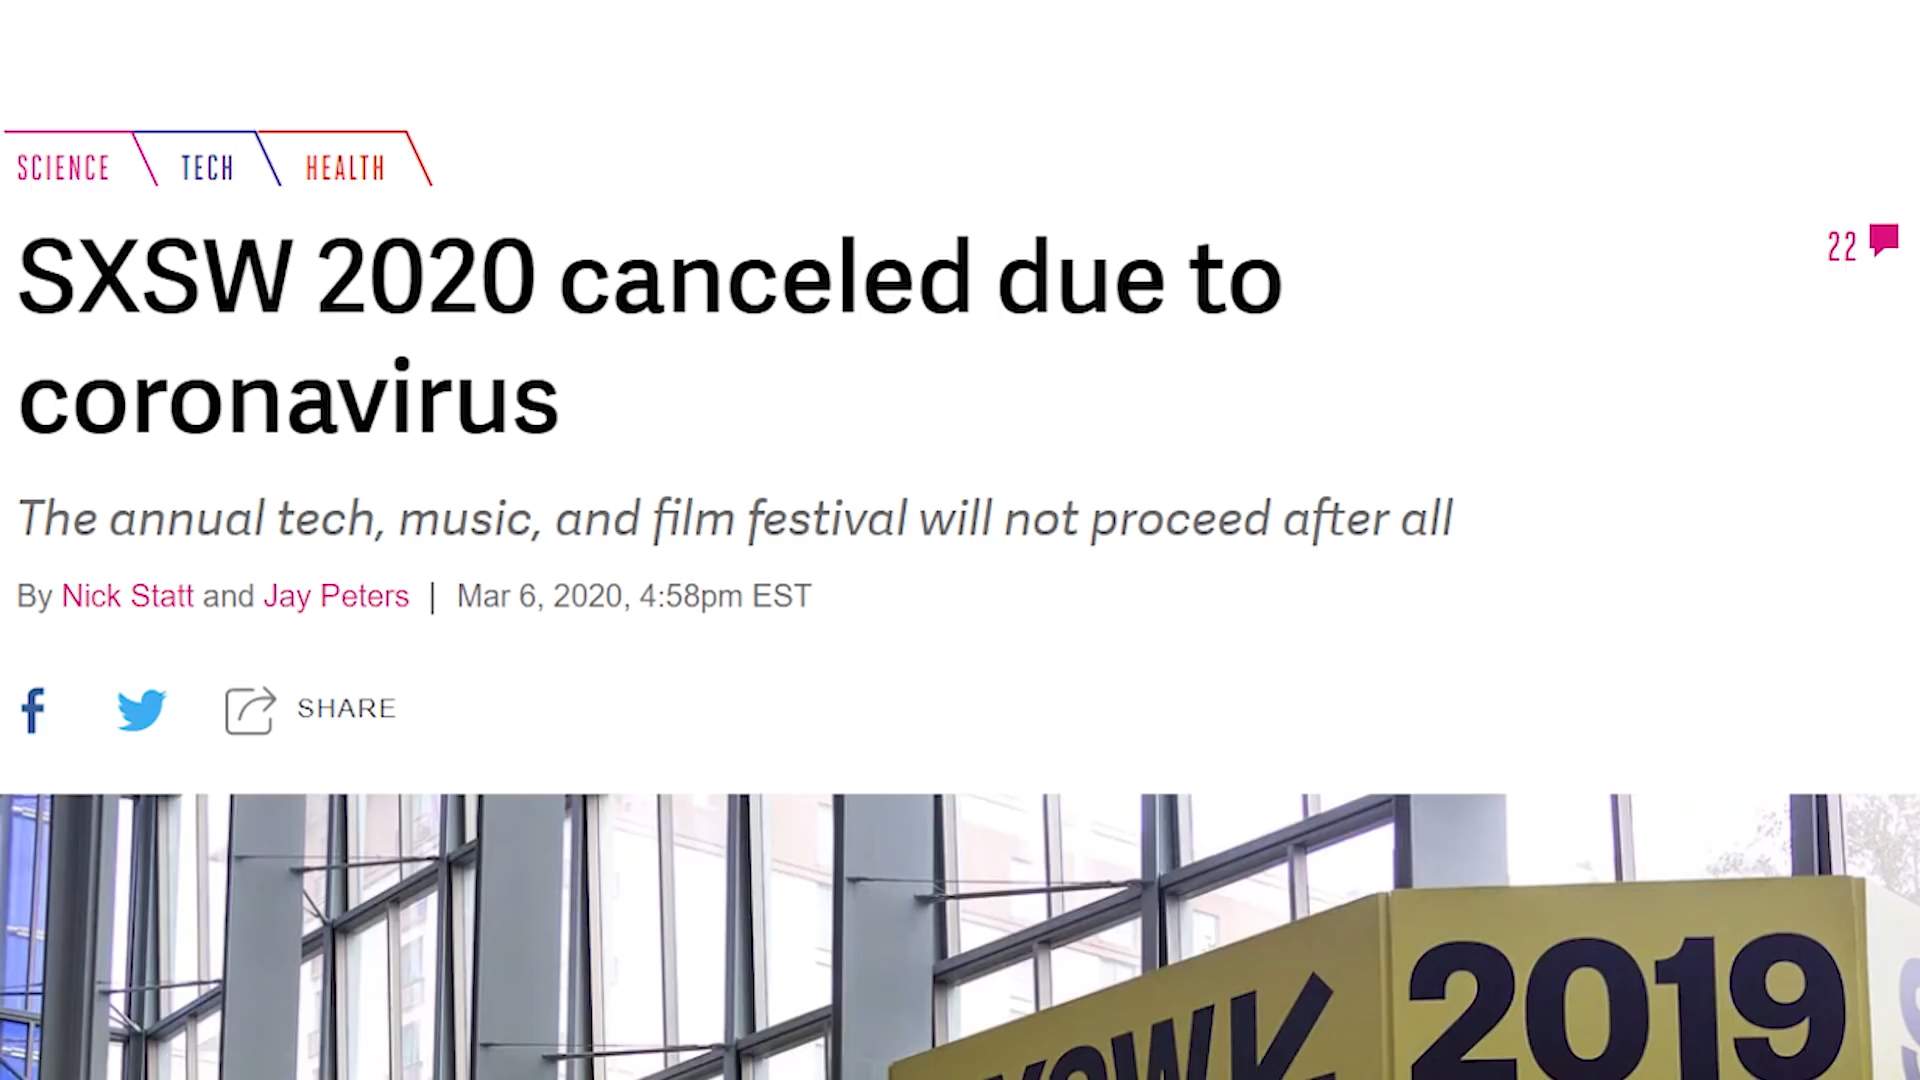 SCIENCE TECH HEALTH
SXSW 2020 canceled due to
coronavirus
22
The annual tech, music, and film festival will not proceed after all
By Nick Statt and Jay Peters | Mar 6, 2020, 4:58pm EST
SHARE
2019